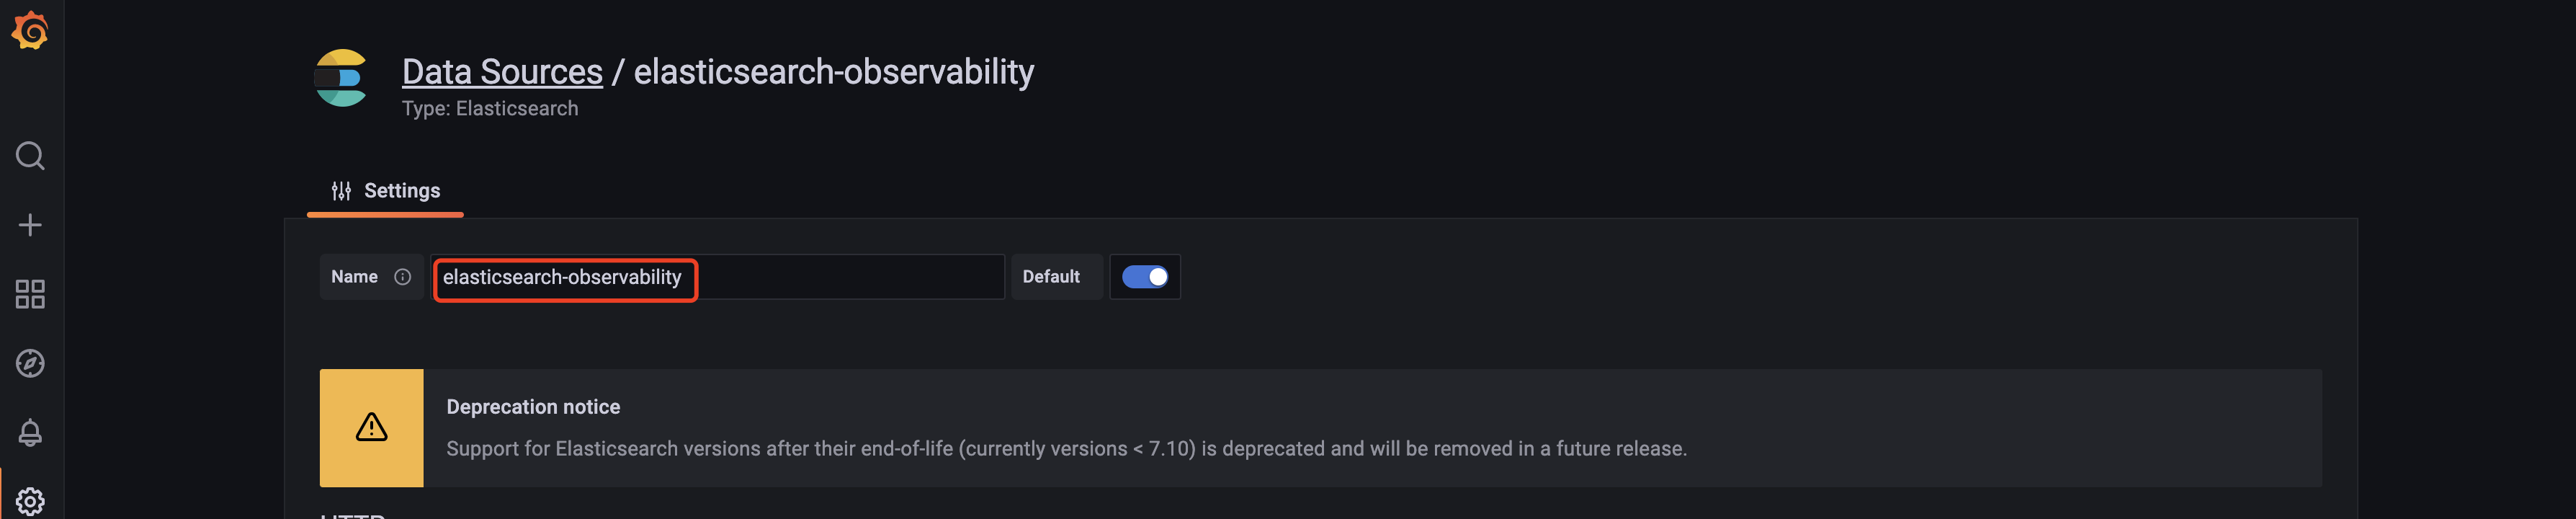 Data Sources / elasticsearch-observability
Type: Elasticsearch
Settings
Name elasticsearch-observability Default
Deprecation notice
Support for Elasticsearch versions after their end-of-life (currently versions < 7.10) is deprecated and will be removed in a future release.